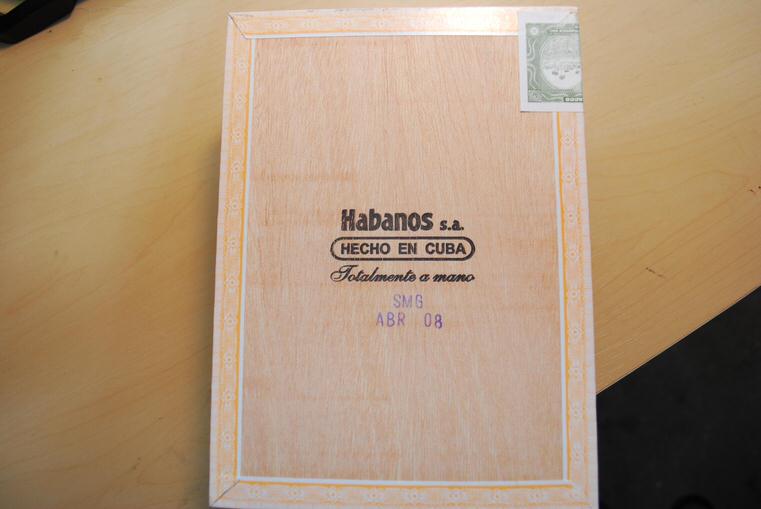 Habanos s.a.
HECHO EN CUBA
Totalmente a mano
SMG
ABR 08